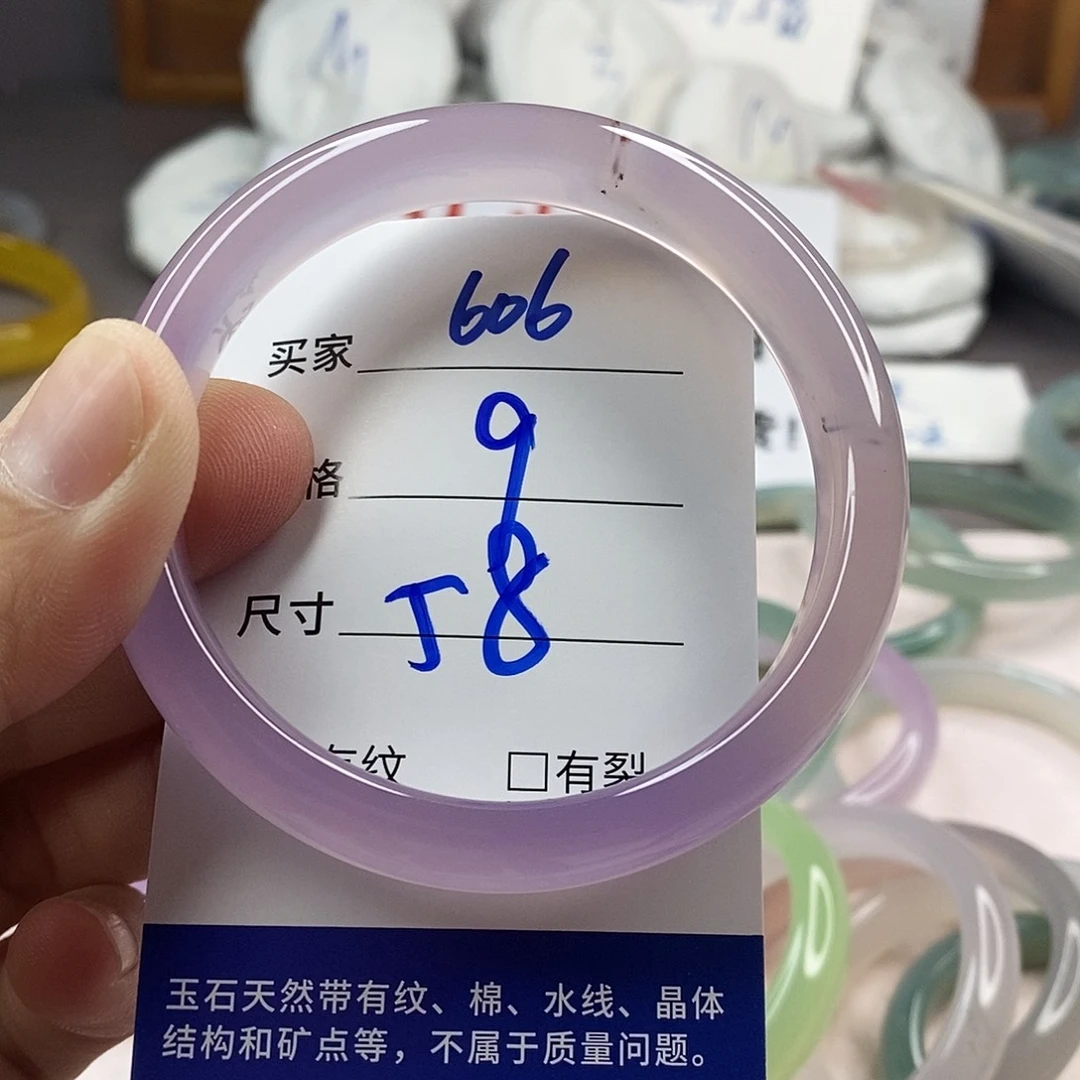 买家 606
格 9
尺寸 58
有纹 □有裂
玉石天然带有纹、棉、水线、晶体
结构和矿点等，不属于质量问题。